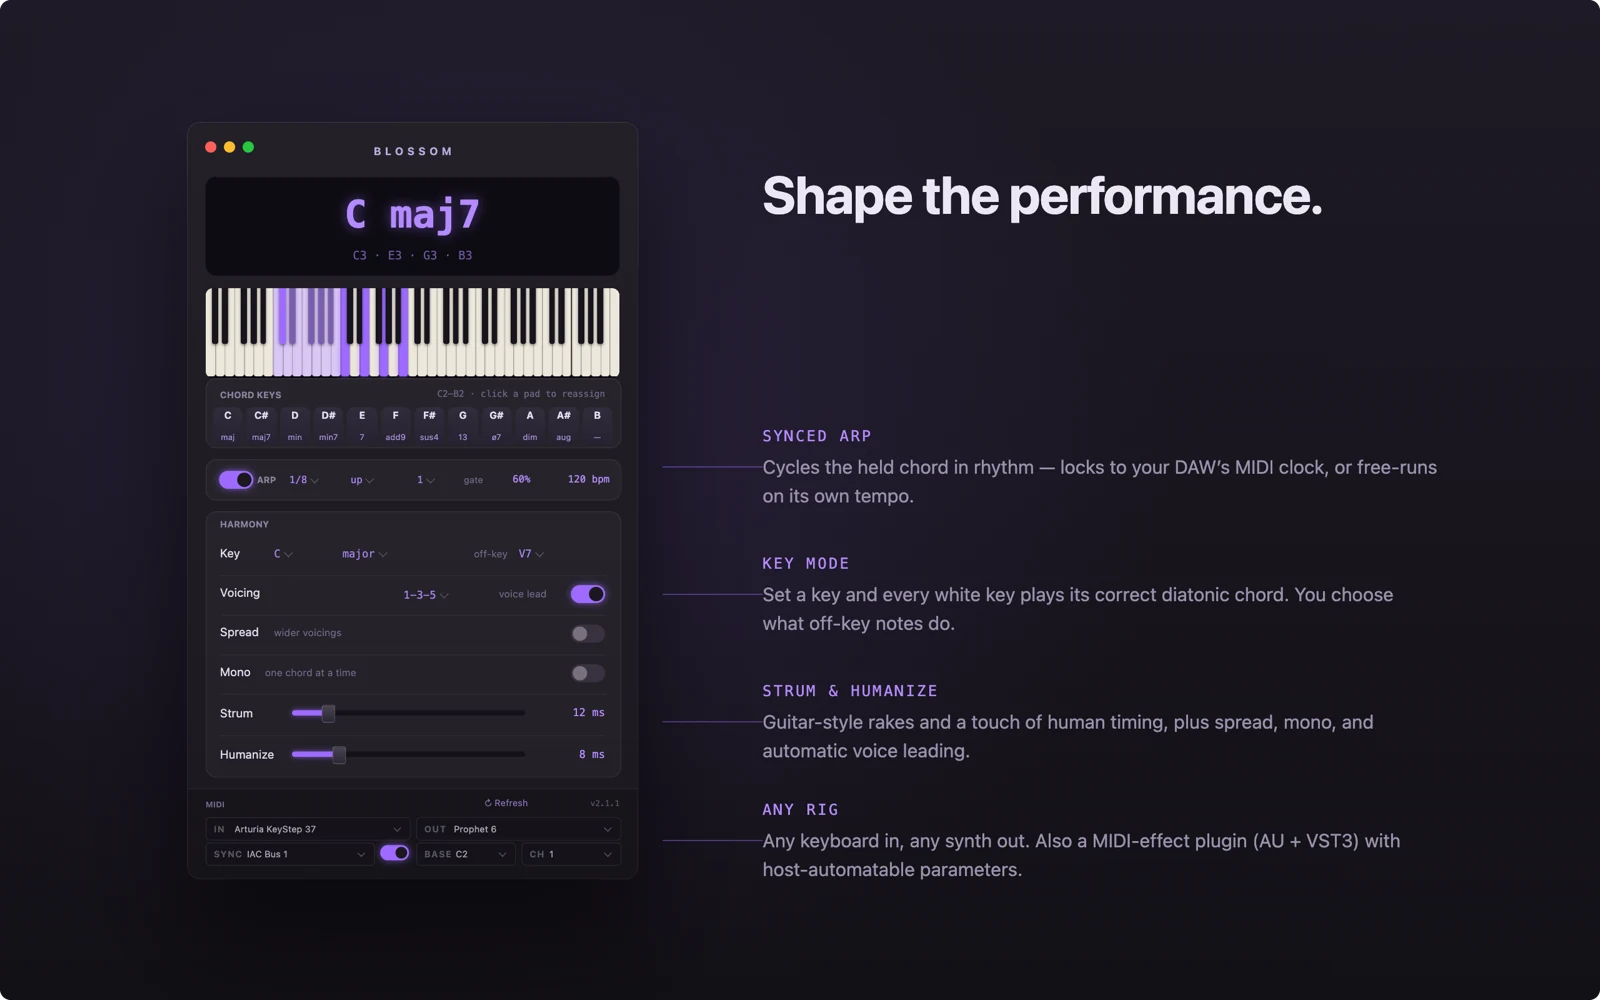 BLOSSOM
C maj7
C3 · E3 · G3 · B3
CHORD KEYS
C2–B2 · click a pad to reassign
C C# D D# E F F# G G# A A# B
maj maj7 min min7 7 add9 sus4 13 ø7 dim aug —
ARP 1/8 up 1 gate 60% 120 bpm
HARMONY
Key C major off-key V7
Voicing 1–3–5 voice lead
Spread wider voicings
Mono one chord at a time
Strum 12 ms
Humanize 8 ms
MIDI Refresh v2.1.1
IN Arturia KeyStep 37 OUT Prophet 6
SYNC IAC Bus 1 BASE C2 CH 1
Shape the performance.
SYNCED ARP
Cycles the held chord in rhythm — locks to your DAW’s MIDI clock, or free-runs
on its own tempo.
KEY MODE
Set a key and every white key plays its correct diatonic chord. You choose
what off-key notes do.
STRUM & HUMANIZE
Guitar-style rakes and a touch of human timing, plus spread, mono, and
automatic voice leading.
ANY RIG
Any keyboard in, any synth out. Also a MIDI-effect plugin (AU + VST3) with
host-automatable parameters.